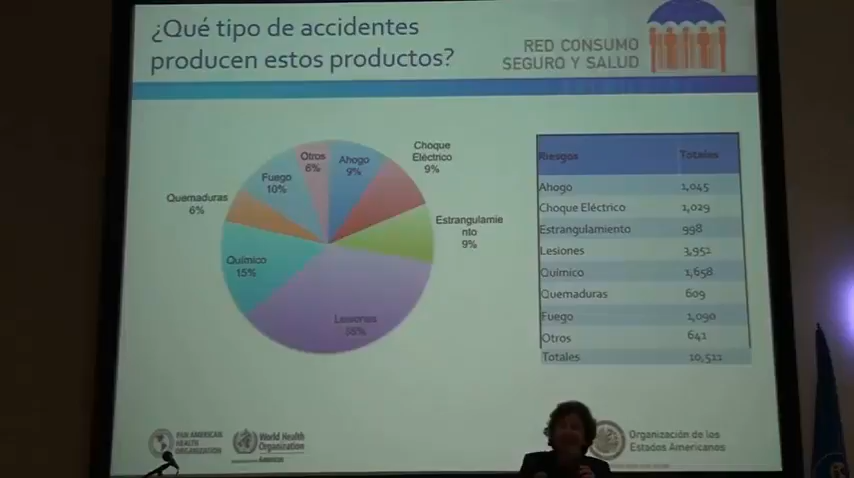 ¿Qué tipo de accidentes
producen estos productos?
RED CONSUMO
SEGURO Y SALUD
Otros
6%
Ahogo
9%
Choque
Eléctrico
9%
Fuego
10%
Quemaduras
6%
Estrangulamie
nto
9%
Químico
15%
Lesiones
36%
Riesgos Totales
Ahogo 1,045
Choque Eléctrico 1,029
Estrangulamiento 998
Lesiones 3,951
Químico 1,658
Quemaduras 609
Fuego 1,090
Otros 641
Totales 10,511
PAN AMERICAN
HEALTH
ORGANIZATION
World Health
Organization
Americas
Organización de los
Estados Americanos